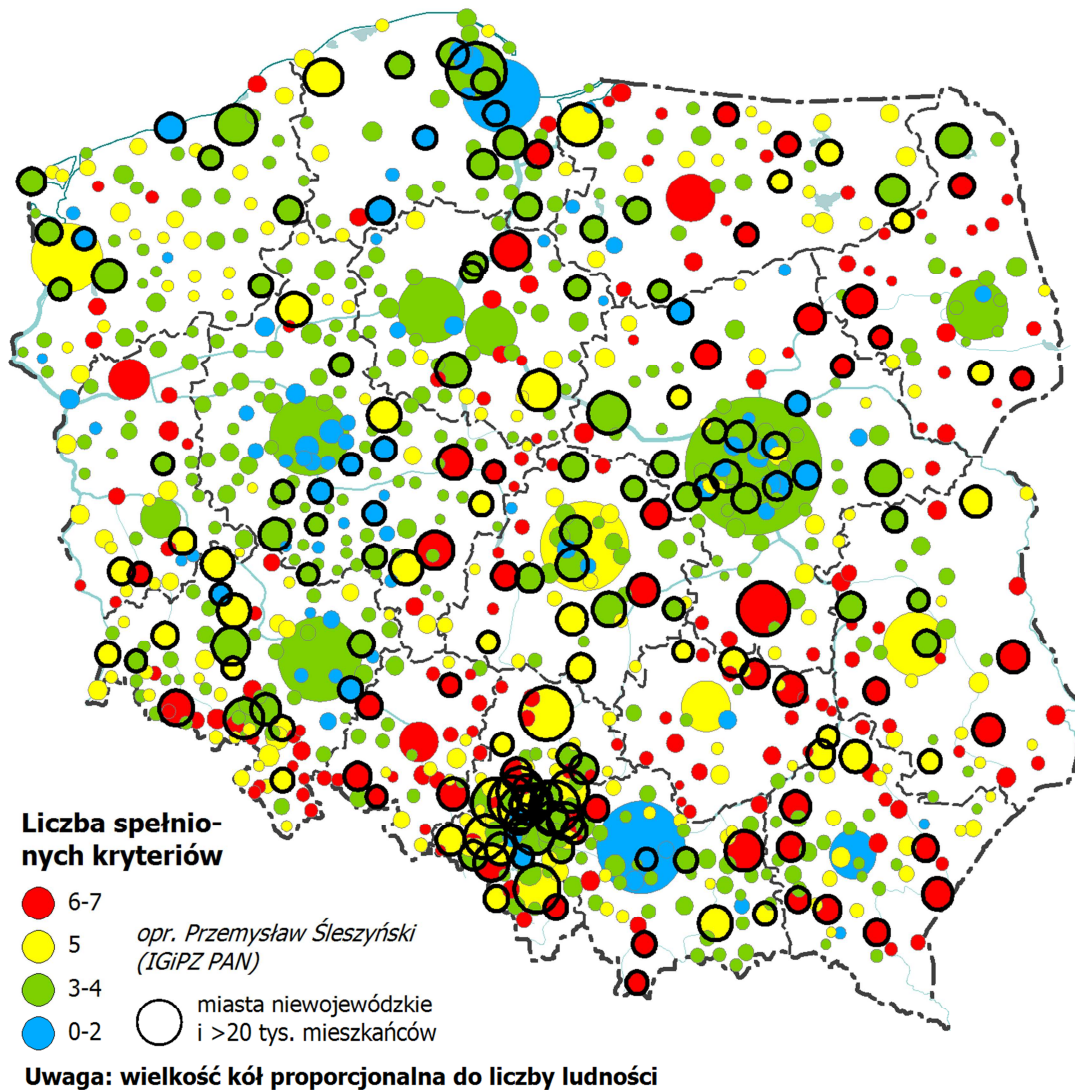 Liczba spełnio-
nych kryteriów
6-7
5
3-4
0-2
opr. Przemysław Śleszyński
(IGiPZ PAN)
miasta niewojewódzkie
i >20 tys. mieszkańców
Uwaga: wielkość kół proporcjonalna do liczby ludności